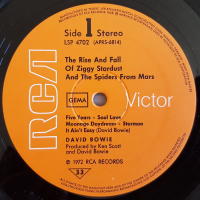 Side 1 Stereo
LSP 4702 (APRS-6814)
The Rise And Fall
Of Ziggy Stardust
And The Spiders From Mars
RCA
GEMA
Victor
Five Years - Soul Love
Moonage Daydream - Starman
It Ain't Easy (David Bowie)
DAVID BOWIE
Produced by Ken Scott
and David Bowie
℗ 1972 RCA RECORDS
33